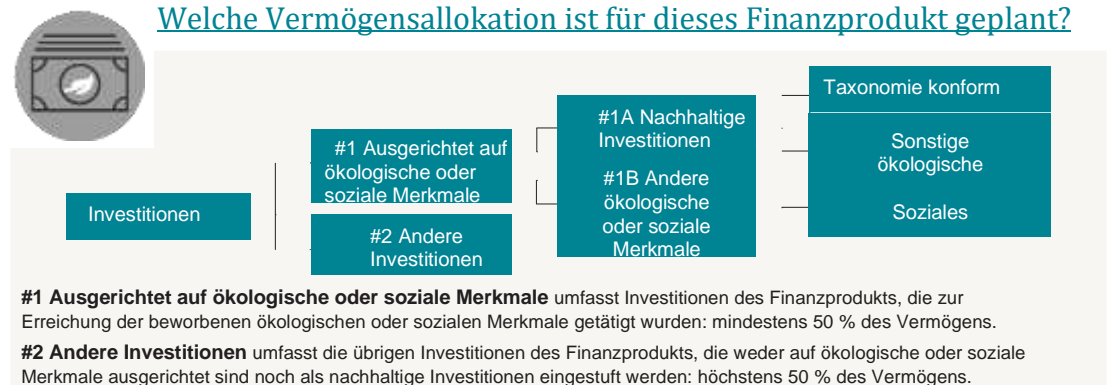 Welche Vermögensallokation ist für dieses Finanzprodukt geplant?
Investitionen
#1 Ausgerichtet auf
ökologische oder
soziale Merkmale
#2 Andere
Investitionen
#1A Nachhaltige
Investitionen
#1B Andere
ökologische
oder soziale
Merkmale
Taxonomie konform
Sonstige
ökologische
Soziales
#1 Ausgerichtet auf ökologische oder soziale Merkmale umfasst Investitionen des Finanzprodukts, die zur
Erreichung der beworbenen ökologischen oder sozialen Merkmale getätigt wurden: mindestens 50 % des Vermögens.
#2 Andere Investitionen umfasst die übrigen Investitionen des Finanzprodukts, die weder auf ökologische oder soziale
Merkmale ausgerichtet sind noch als nachhaltige Investitionen eingestuft werden: höchstens 50 % des Vermögens.